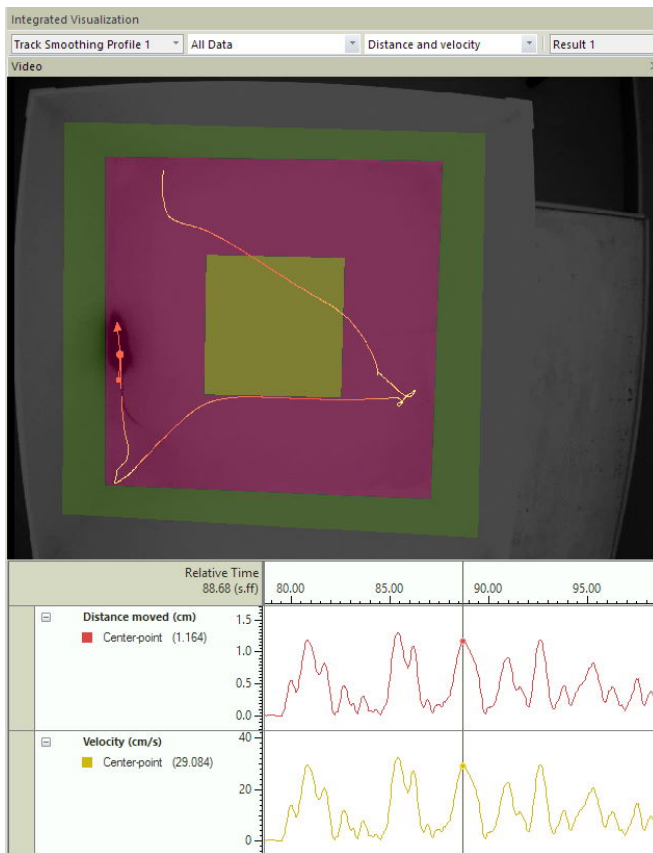 Integrated Visualization
Track Smoothing Profile 1 All Data Distance and velocity Result 1
Video
Relative Time
88.68 (s.ff) 80.00 85.00 90.00 95.00
Distance moved (cm)
Center-point (1.164)
1.5
1.0
0.5
0.0
Velocity (cm/s)
Center-point (29.084)
40
20
0